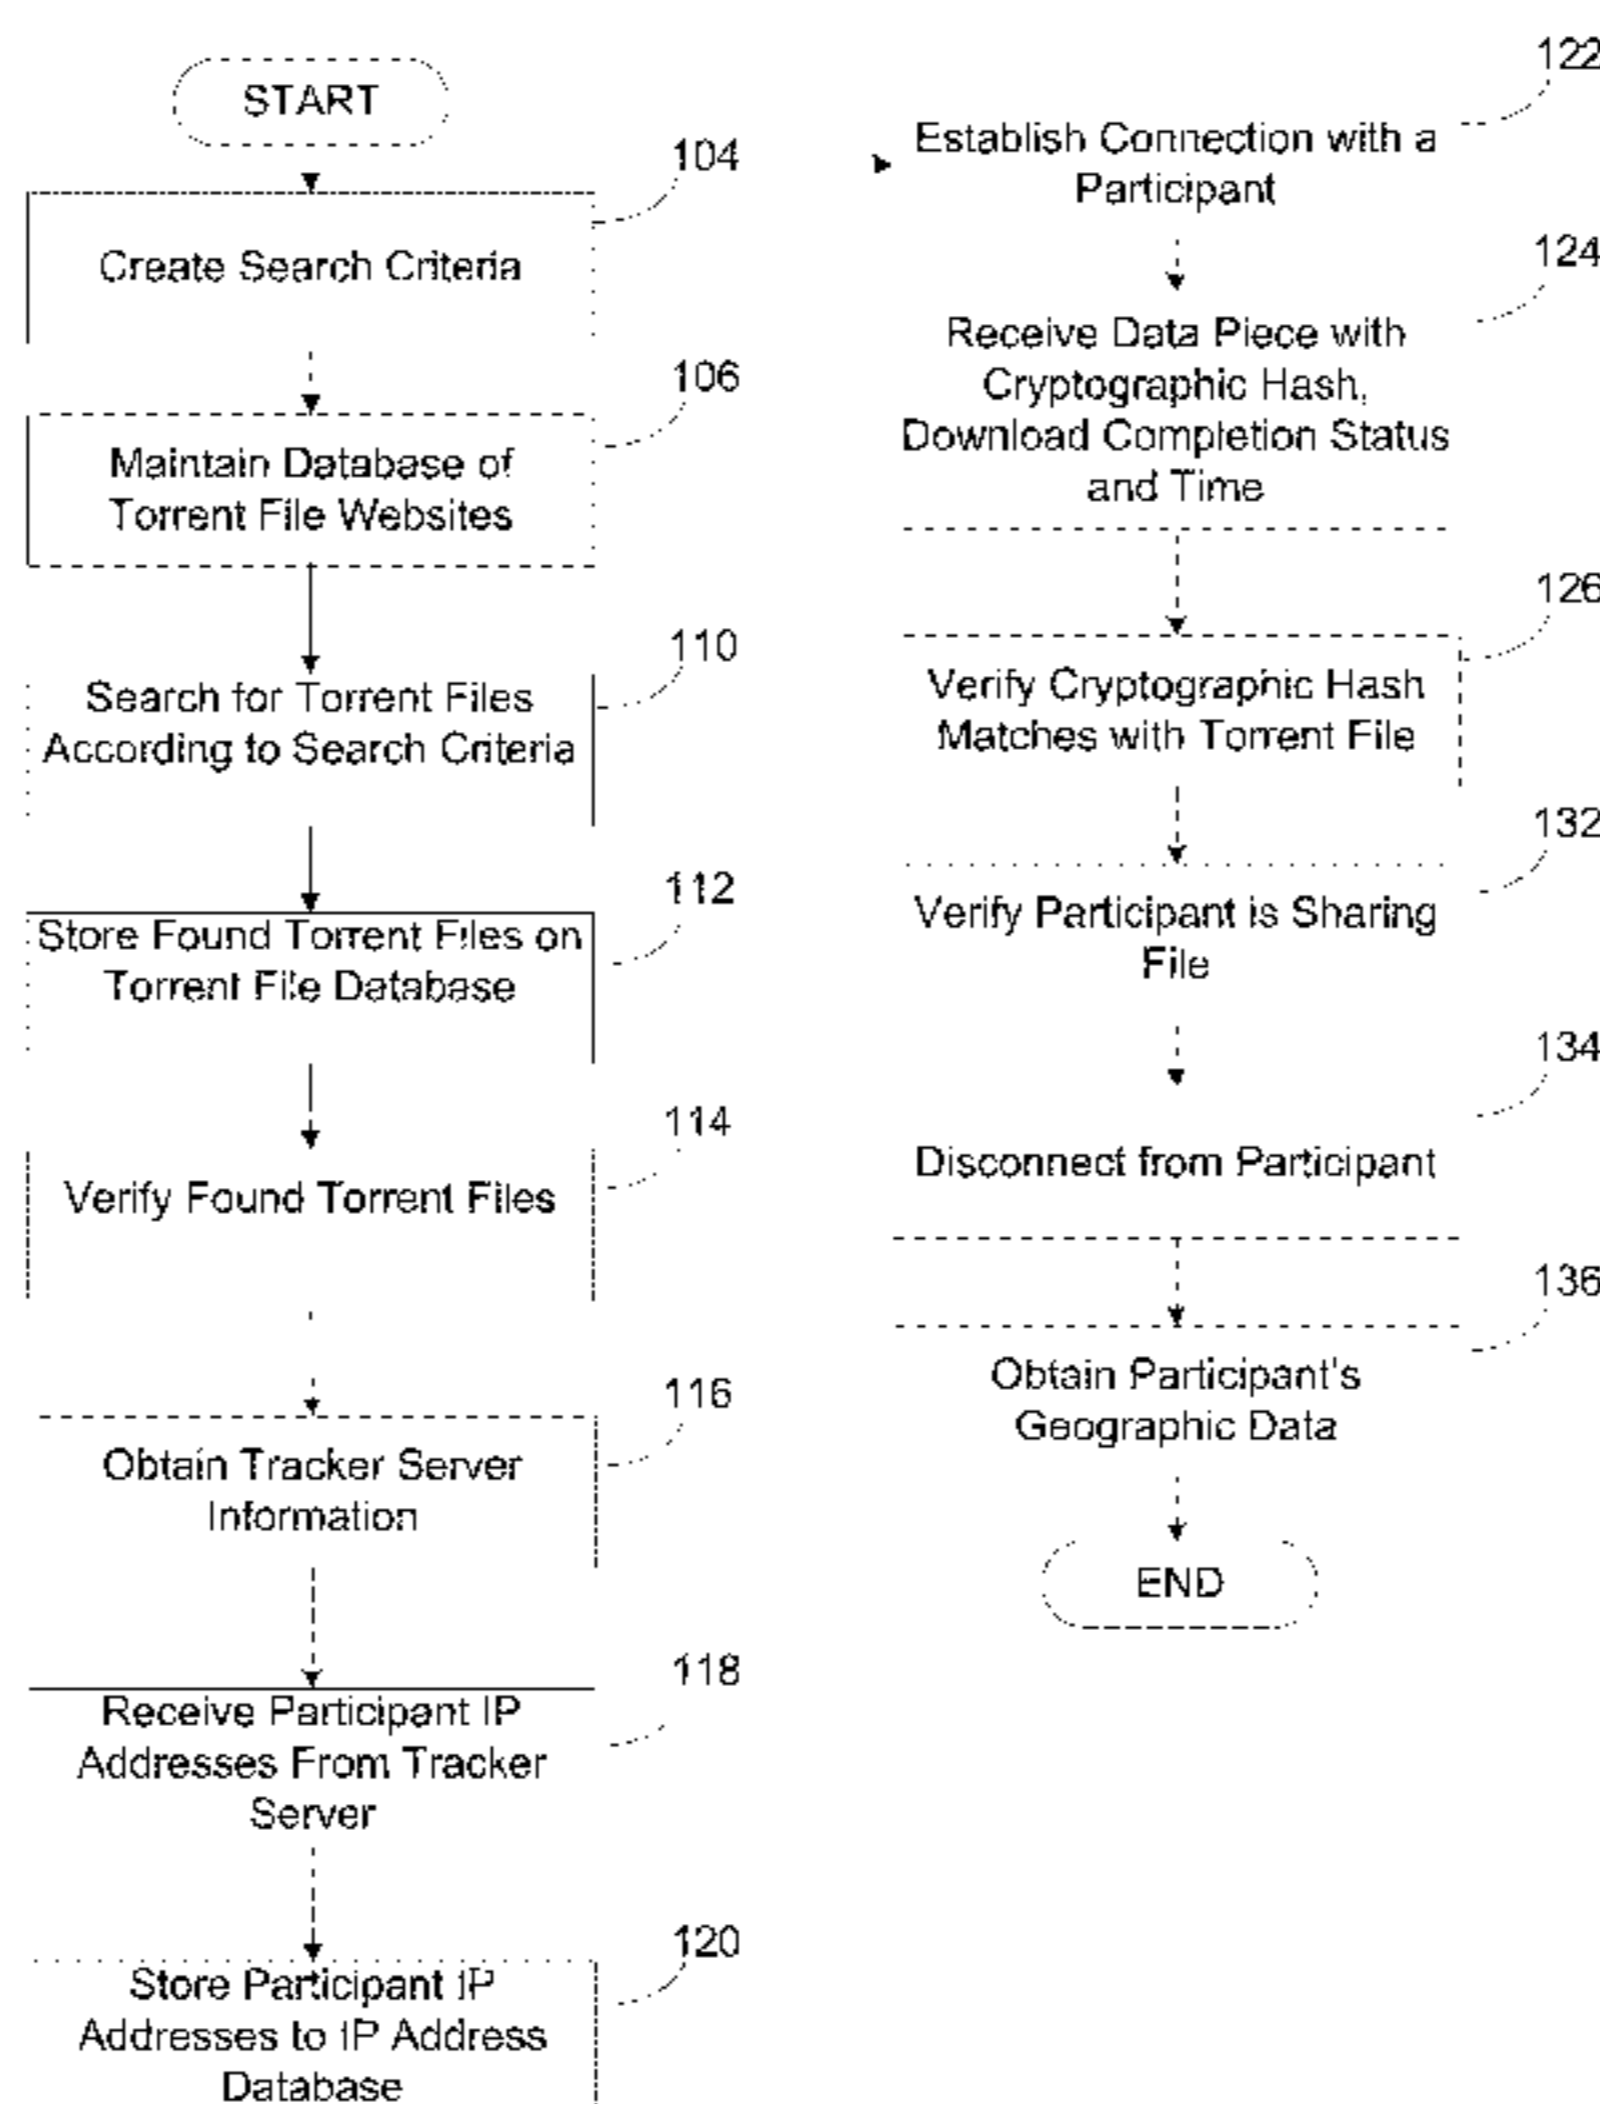 START
104
Create Search Criteria
106
Maintain Database of
Torrent File Websites
110
Search for Torrent Files
According to Search Criteria
112
Store Found Torrent Files on
Torrent File Database
114
Verify Found Torrent Files
116
Obtain Tracker Server
Information
118
Receive Participant IP
Addresses From Tracker
Server
120
Store Participant IP
Addresses to IP Address
Database
122
Establish Connection with a
Participant
124
Receive Data Piece with
Cryptographic Hash,
Download Completion Status
and Time
126
Verify Cryptographic Hash
Matches with Torrent File
132
Verify Participant is Sharing
File
134
Disconnect from Participant
136
Obtain Participant's
Geographic Data
END